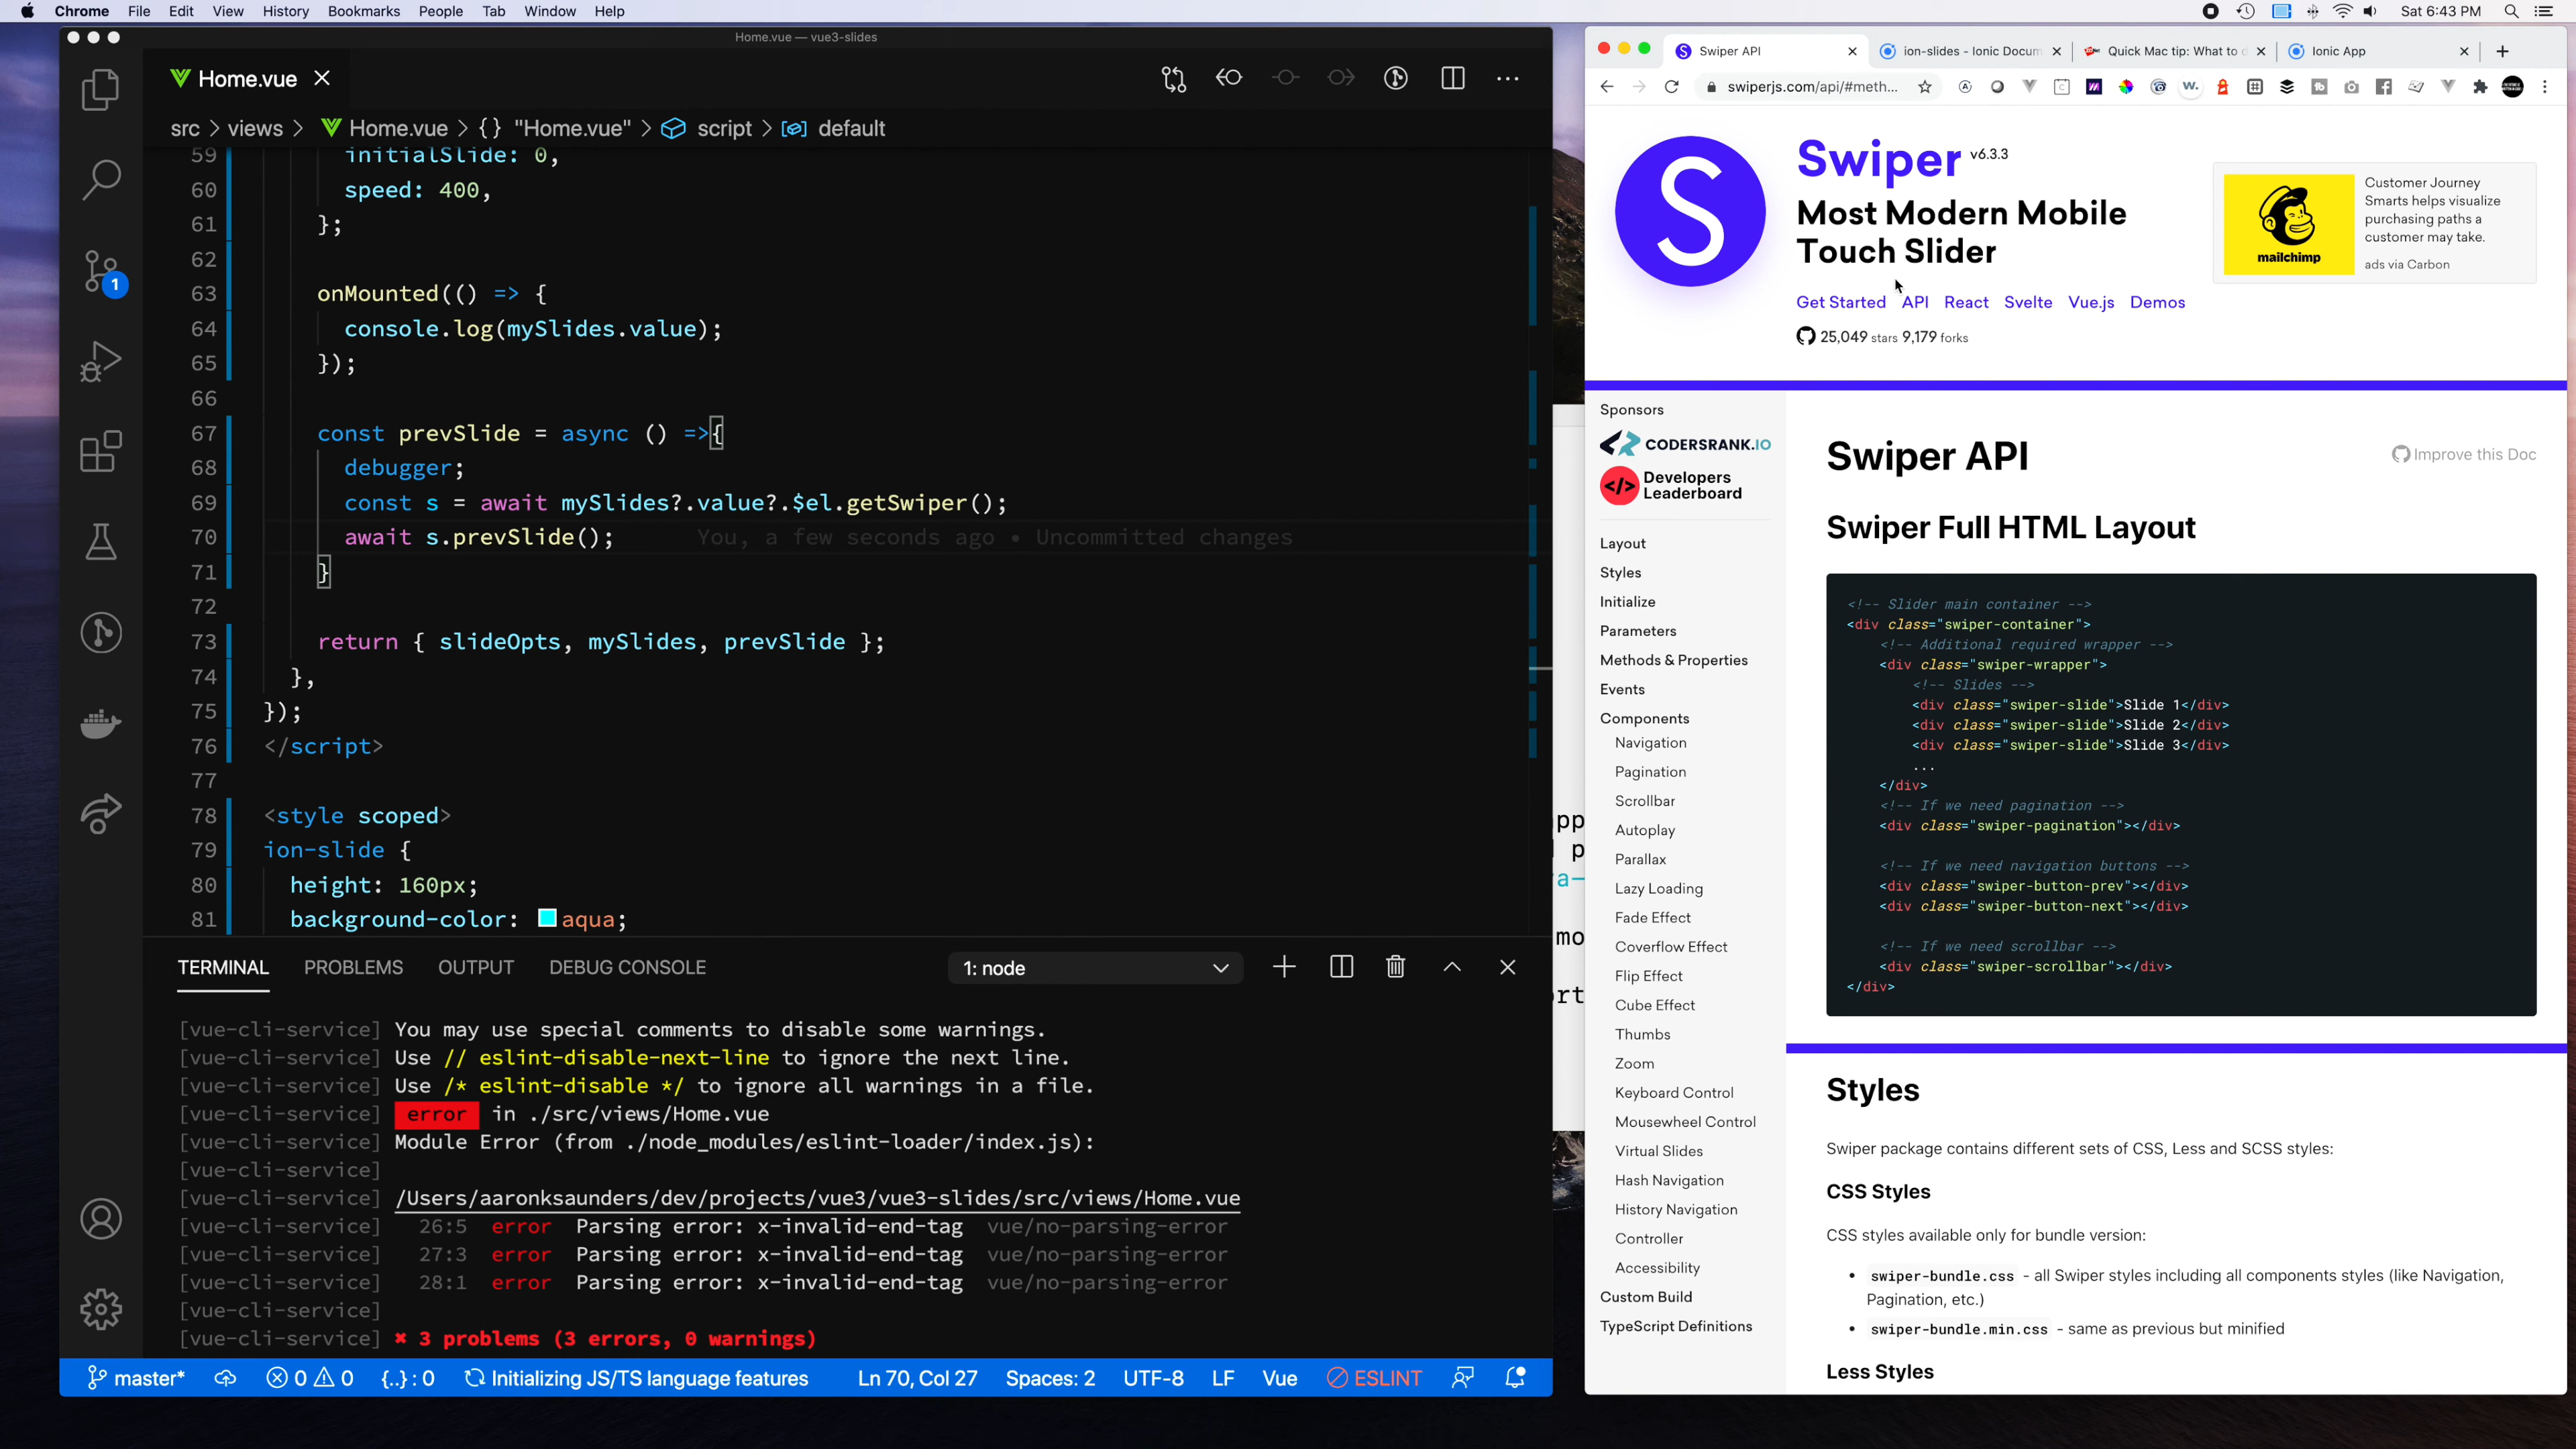 Chrome File Edit View History Bookmarks People Tab Window Help
Sat 6:43 PM
Home.vue — vue3-slides
Home.vue
src > views > Home.vue > {} "Home.vue" > script > default
59 initialSlide: 0,
60 speed: 400,
61 };
62
63 onMounted(() => {
64 console.log(mySlides.value);
65 });
66
67 const prevSlide = async () =>{
68 debugger;
69 const s = await mySlides?.value?.$el.getSwiper();
70 await s.prevSlide(); You, a few seconds ago • Uncommitted changes
71 }
72
73 return { slideOpts, mySlides, prevSlide };
74 },
75 });
76 </script>
77
78 <style scoped>
79 ion-slide {
80 height: 160px;
81 background-color: aqua;
1
TERMINAL PROBLEMS OUTPUT DEBUG CONSOLE 1: node
[vue-cli-service] You may use special comments to disable some warnings.
[vue-cli-service] Use // eslint-disable-next-line to ignore the next line.
[vue-cli-service] Use /* eslint-disable */ to ignore all warnings in a file.
[vue-cli-service] error in ./src/views/Home.vue
[vue-cli-service] Module Error (from ./node_modules/eslint-loader/index.js):
[vue-cli-service]
[vue-cli-service] /Users/aaronksaunders/dev/projects/vue3/vue3-slides/src/views/Home.vue
[vue-cli-service] 26:5 error Parsing error: x-invalid-end-tag vue/no-parsing-error
[vue-cli-service] 27:3 error Parsing error: x-invalid-end-tag vue/no-parsing-error
[vue-cli-service] 28:1 error Parsing error: x-invalid-end-tag vue/no-parsing-error
[vue-cli-service]
[vue-cli-service] ✖ 3 problems (3 errors, 0 warnings)
master* 0 0 {..} : 0 Initializing JS/TS language features Ln 70, Col 27 Spaces: 2 UTF-8 LF Vue ESLINT
pp
p
a-
mo
rt
Swiper API ion-slides - Ionic Docum Quick Mac tip: What to Ionic App
swiperjs.com/api/#meth...
Swiper v6.3.3
Most Modern Mobile
Touch Slider
Get Started API React Svelte Vue.js Demos
25,049 stars 9,179 forks
mailchimp
Customer Journey
Smarts helps visualize
purchasing paths a
customer may take.
ads via Carbon
Sponsors
CODERSRANK.IO
</> Developers
Leaderboard
Layout
Styles
Initialize
Parameters
Methods & Properties
Events
Components
Navigation
Pagination
Scrollbar
Autoplay
Parallax
Lazy Loading
Fade Effect
Coverflow Effect
Flip Effect
Cube Effect
Thumbs
Zoom
Keyboard Control
Mousewheel Control
Virtual Slides
Hash Navigation
History Navigation
Controller
Accessibility
Custom Build
TypeScript Definitions
Swiper API
Improve this Doc
Swiper Full HTML Layout
<!-- Slider main container -->
<div class="swiper-container">
<!-- Additional required wrapper -->
<div class="swiper-wrapper">
<!-- Slides -->
<div class="swiper-slide">Slide 1</div>
<div class="swiper-slide">Slide 2</div>
<div class="swiper-slide">Slide 3</div>
...
</div>
<!-- If we need pagination -->
<div class="swiper-pagination"></div>
<!-- If we need navigation buttons -->
<div class="swiper-button-prev"></div>
<div class="swiper-button-next"></div>
<!-- If we need scrollbar -->
<div class="swiper-scrollbar"></div>
</div>
Styles
Swiper package contains different sets of CSS, Less and SCSS styles:
CSS Styles
CSS styles available only for bundle version:
• swiper-bundle.css - all Swiper styles including all components styles (like Navigation,
Pagination, etc.)
• swiper-bundle.min.css - same as previous but minified
Less Styles